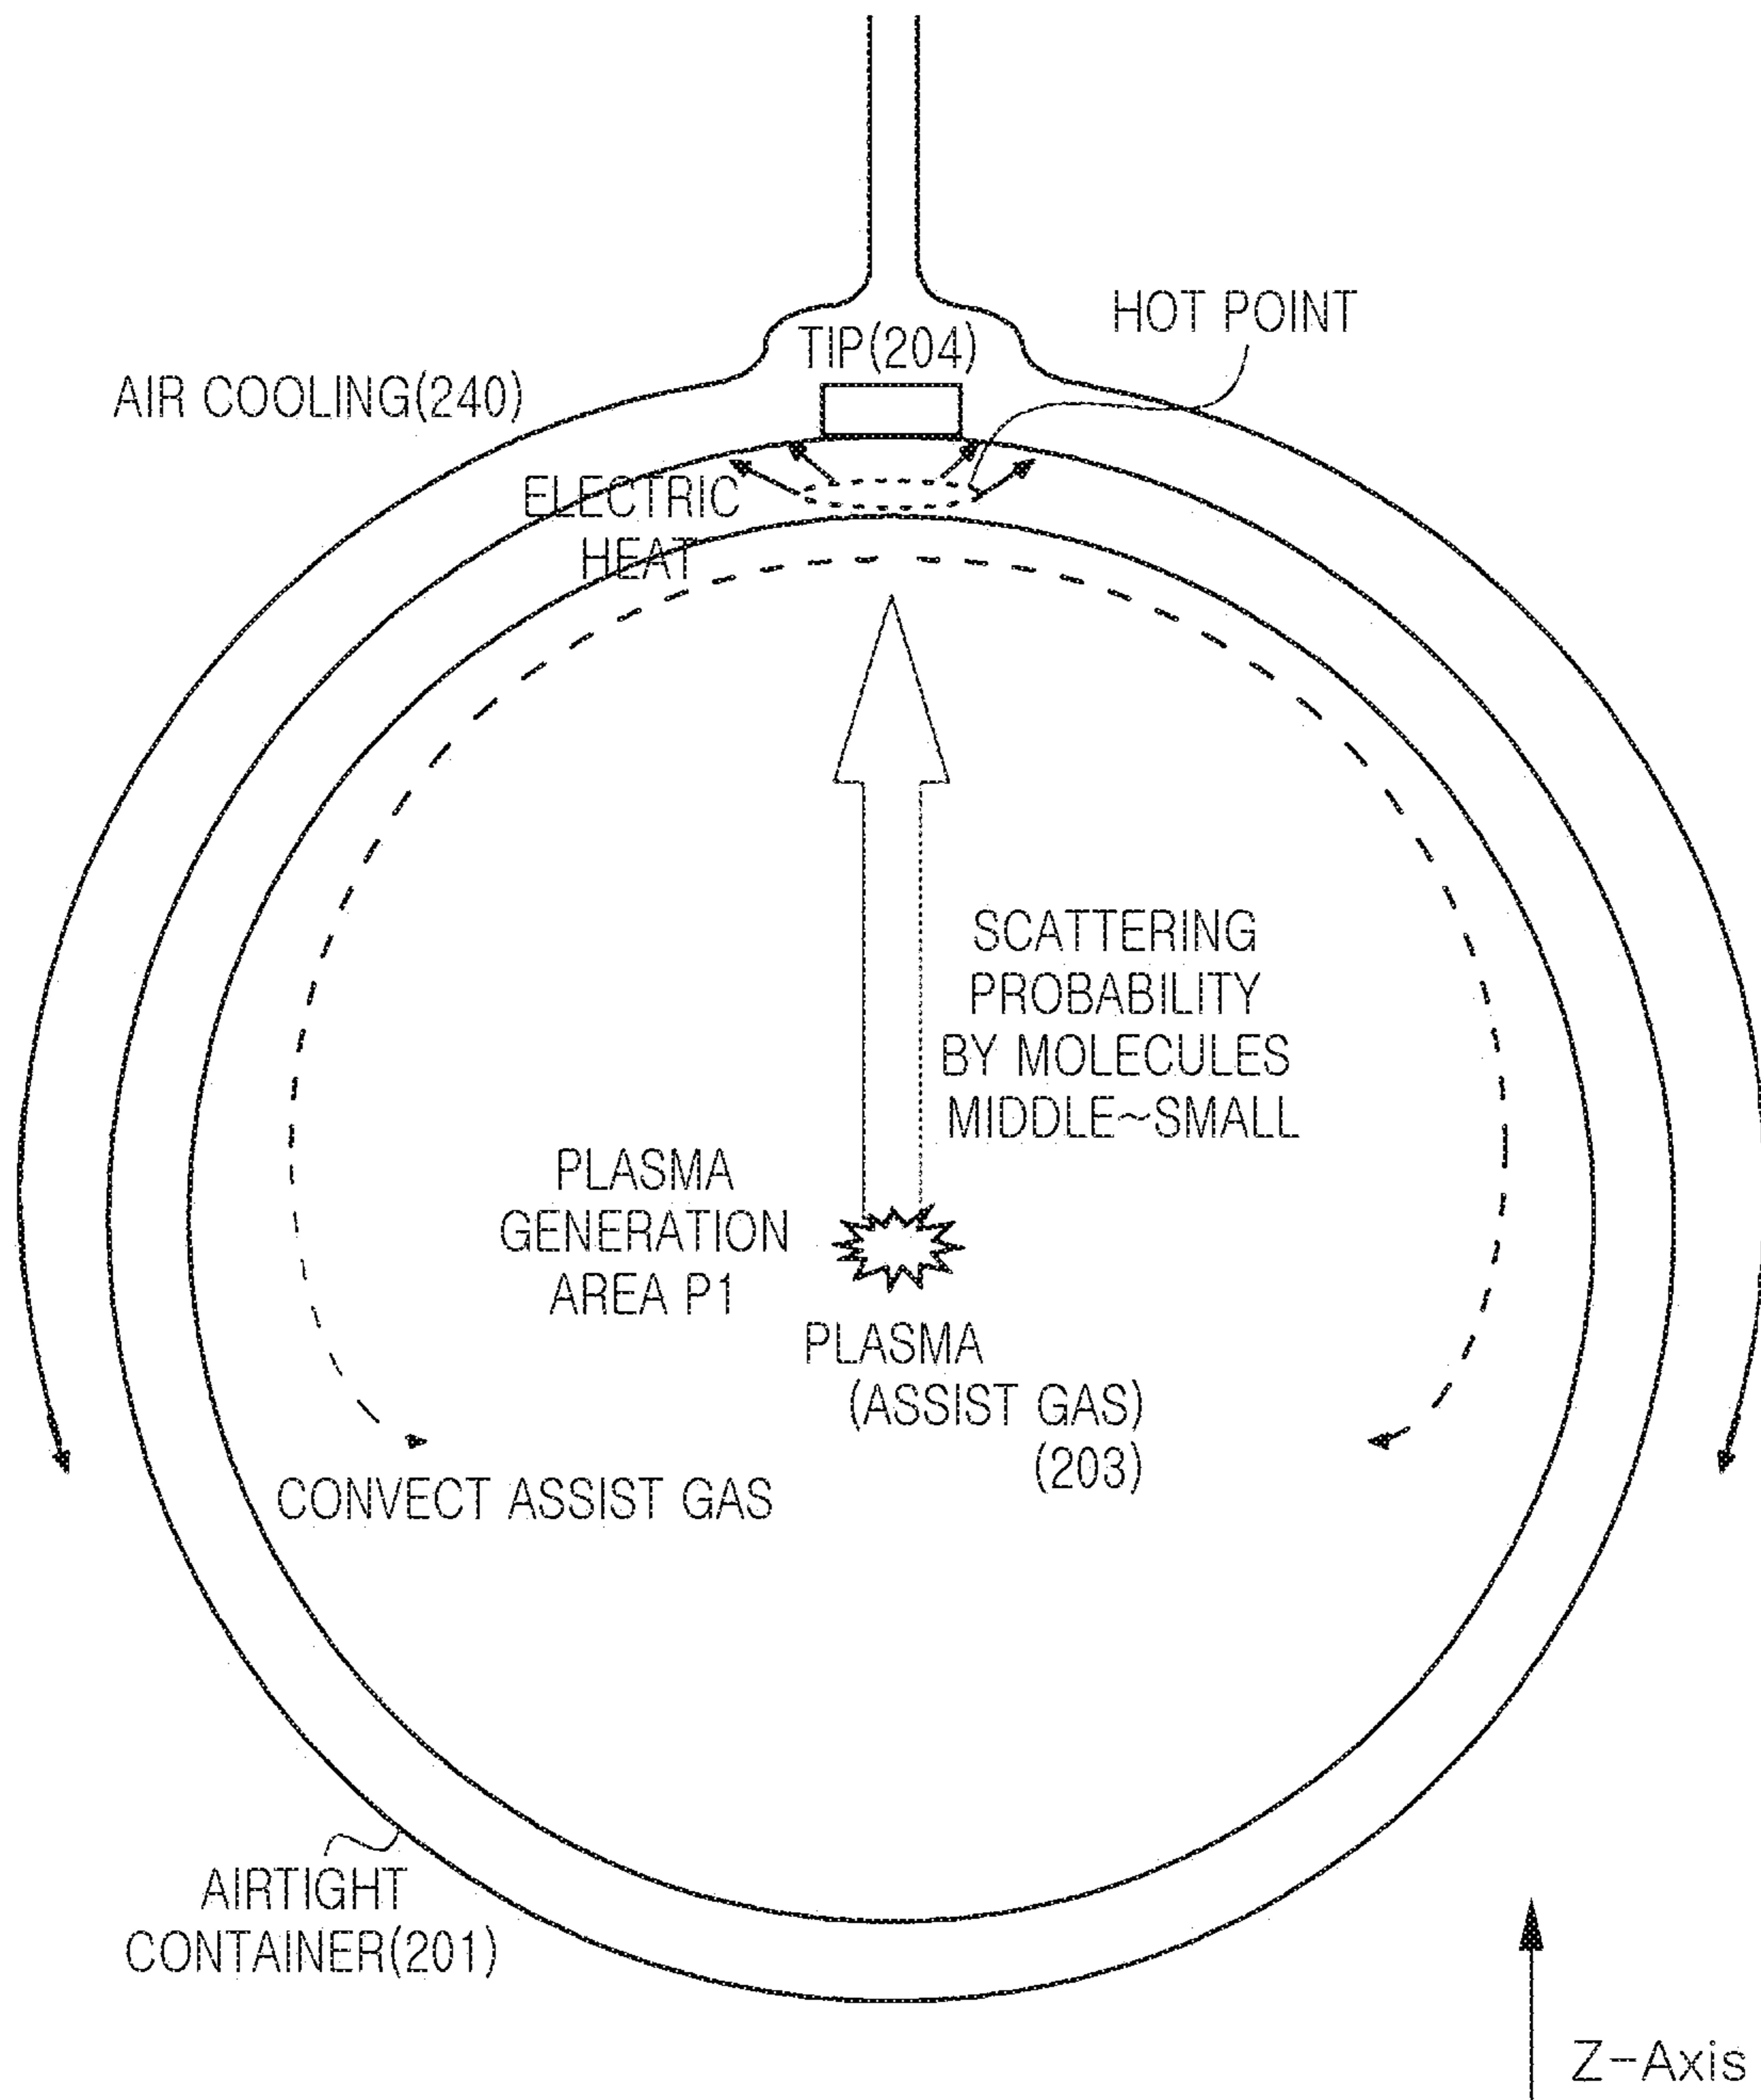 HOT POINT
TIP(204)
AIR COOLING(240)
ELECTRIC
HEAT
SCATTERING
PROBABILITY
BY MOLECULES
MIDDLE~SMALL
PLASMA
GENERATION
AREA P1
PLASMA
(ASSIST GAS)
(203)
CONVECT ASSIST GAS
AIRTIGHT
CONTAINER(201)
Z-Axis